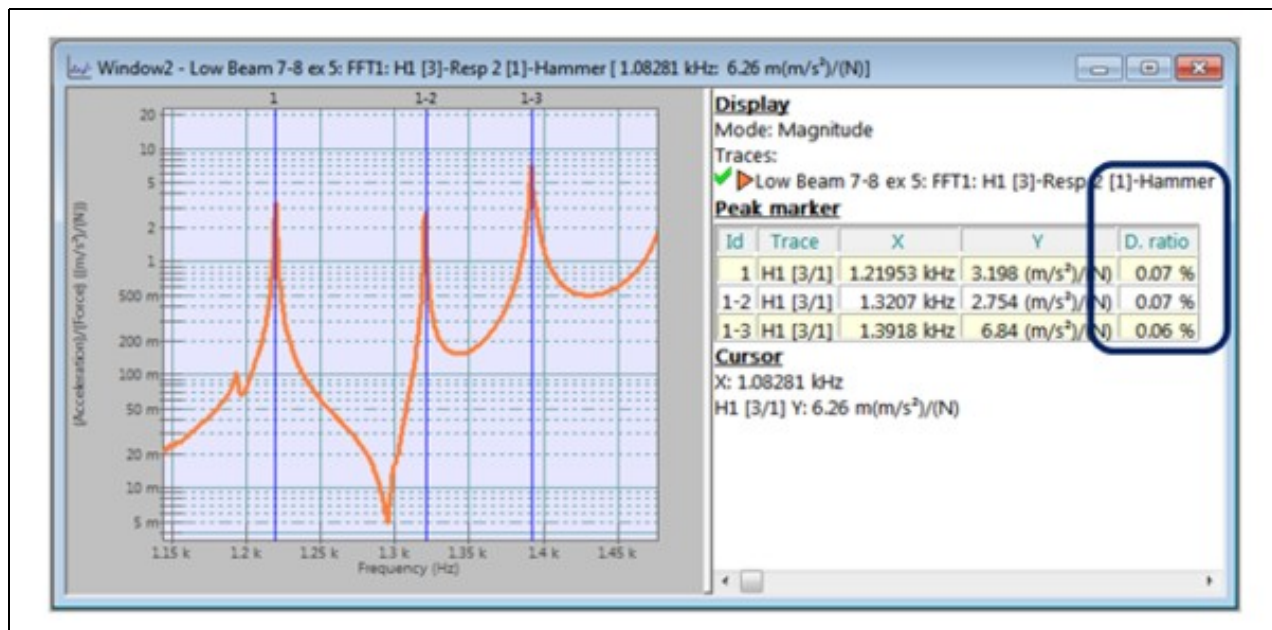 Window2 - Low Beam 7-8 ex 5: FFT1: H1 [3]-Resp 2 [1]-Hammer [ 1.08281 kHz: 6.26 m(m/s²)/(N)]
1 1-2 1-3
20
10
5
2
1
500 m
200 m
100 m
50 m
20 m
10 m
5 m
(Acceleration)/(Force) ((m/s²)/(N))
1.15 k 1.2 k 1.25 k 1.3 k 1.35 k 1.4 k 1.45 k
Frequency (Hz)
Display
Mode: Magnitude
Traces:
Low Beam 7-8 ex 5: FFT1: H1 [3]-Resp 2 [1]-Hammer
Peak marker
Id Trace X Y D. ratio
1 H1 [3/1] 1.21953 kHz 3.198 (m/s²)/(N) 0.07 %
1-2 H1 [3/1] 1.3207 kHz 2.754 (m/s²)/(N) 0.07 %
1-3 H1 [3/1] 1.3918 kHz 6.84 (m/s²)/(N) 0.06 %
Cursor
X: 1.08281 kHz
H1 [3/1] Y: 6.26 m(m/s²)/(N)